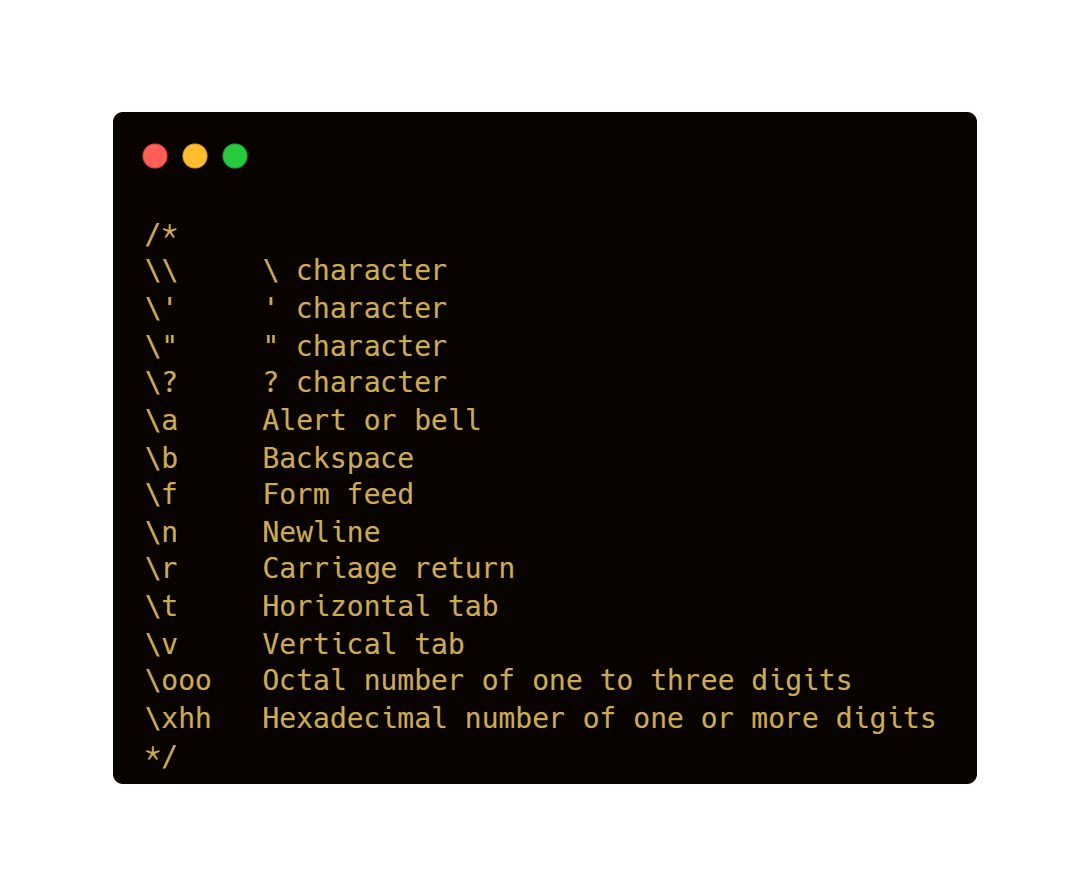 /*
\\     \ character
\'     ' character
\"     " character
\?     ? character
\a     Alert or bell
\b     Backspace
\f     Form feed
\n     Newline
\r     Carriage return
\t     Horizontal tab
\v     Vertical tab
\ooo   Octal number of one to three digits
\xhh   Hexadecimal number of one or more digits
*/